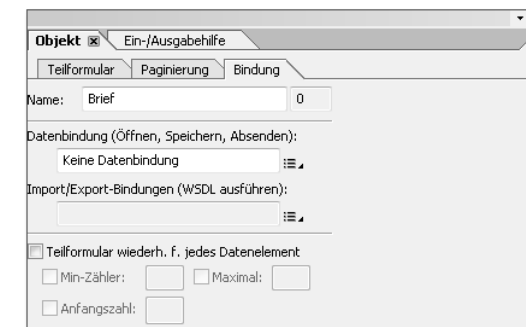 Objekt Ein-/Ausgabehilfe
Teilformular Paginierung Bindung
Name: Brief 0
Datenbindung (Öffnen, Speichern, Absenden):
Keine Datenbindung
Import/Export-Bindungen (WSDL ausführen):
Teilformular wiederh. f. jedes Datenelement
Min-Zähler: Maximal:
Anfangszahl: